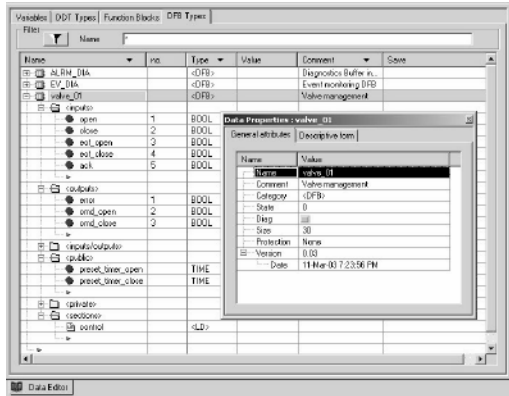 Variables DDT Types Function Blocks DFB Types
Filter
Name *
Name no. Type Value Comment Save
ALRM_DIA <DFB> Diagnostics Buffer in...
EV_DIA <DFB> Event monitoring DFB
valve_01 <DFB> Valve management
<inputs>
open 1 BOOL
close 2 BOOL
eol_open 3 BOOL
eol_close 4 BOOL
ack 5 BOOL
<outputs>
error 1 BOOL
cmd_open 2 BOOL
cmd_close 3 BOOL
<inputs/outputs>
<public>
preset_timer_open TIME
preset_timer_close TIME
<private>
<sections>
control <LD>
Data Properties : valve_01
General attributes Descriptive form
Name Value
Name valve_01
Comment Valve management
Category <DFB>
State 0
Diag
Size 30
Protection None
Version 0.03
Date 11-Mar-03 7:23:56 PM
Data Editor